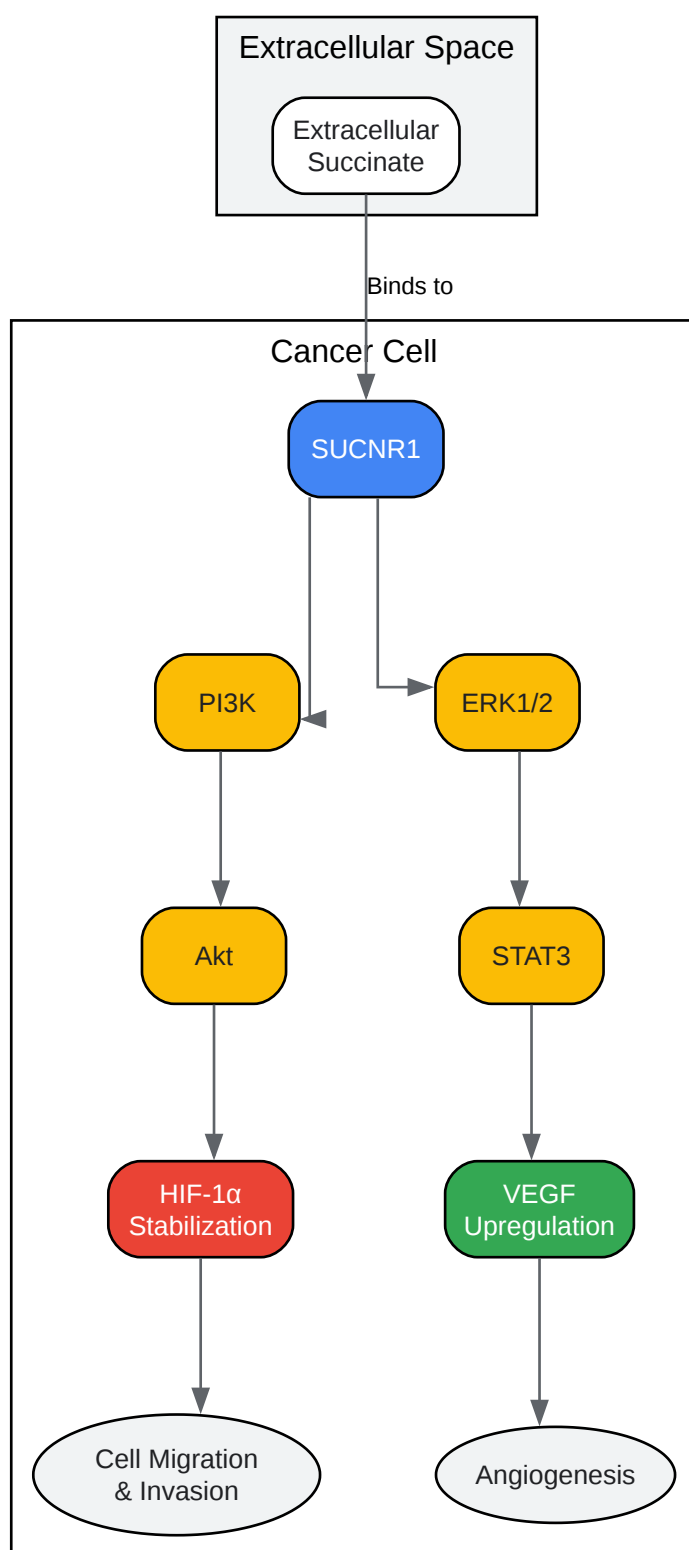 Extracellular Space
Extracellular
Succinate
Binds to
Cancer Cell
SUCNR1
PI3K
ERK1/2
Akt
STAT3
HIF-1α
Stabilization
VEGF
Upregulation
Cell Migration
& Invasion
Angiogenesis